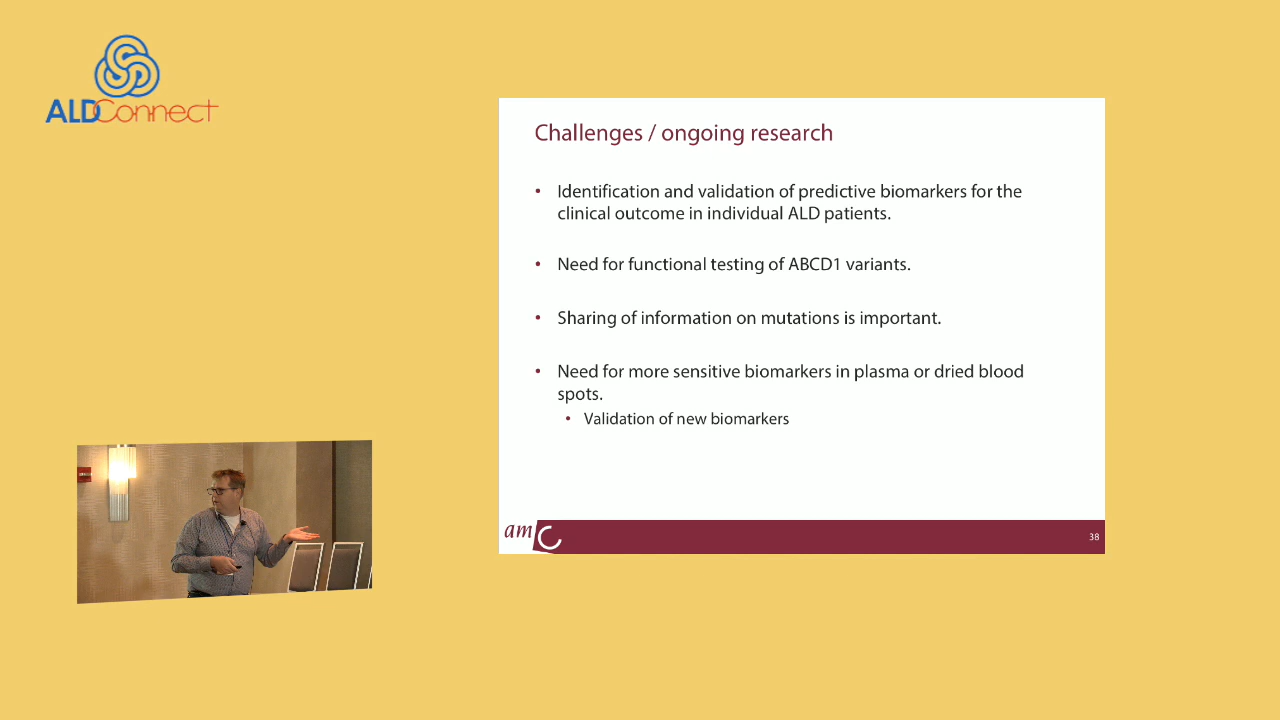 ALDConnect
Challenges / ongoing research
• Identification and validation of predictive biomarkers for the
clinical outcome in individual ALD patients.
• Need for functional testing of ABCD1 variants.
• Sharing of information on mutations is important.
• Need for more sensitive biomarkers in plasma or dried blood
spots.
• Validation of new biomarkers
amc
38